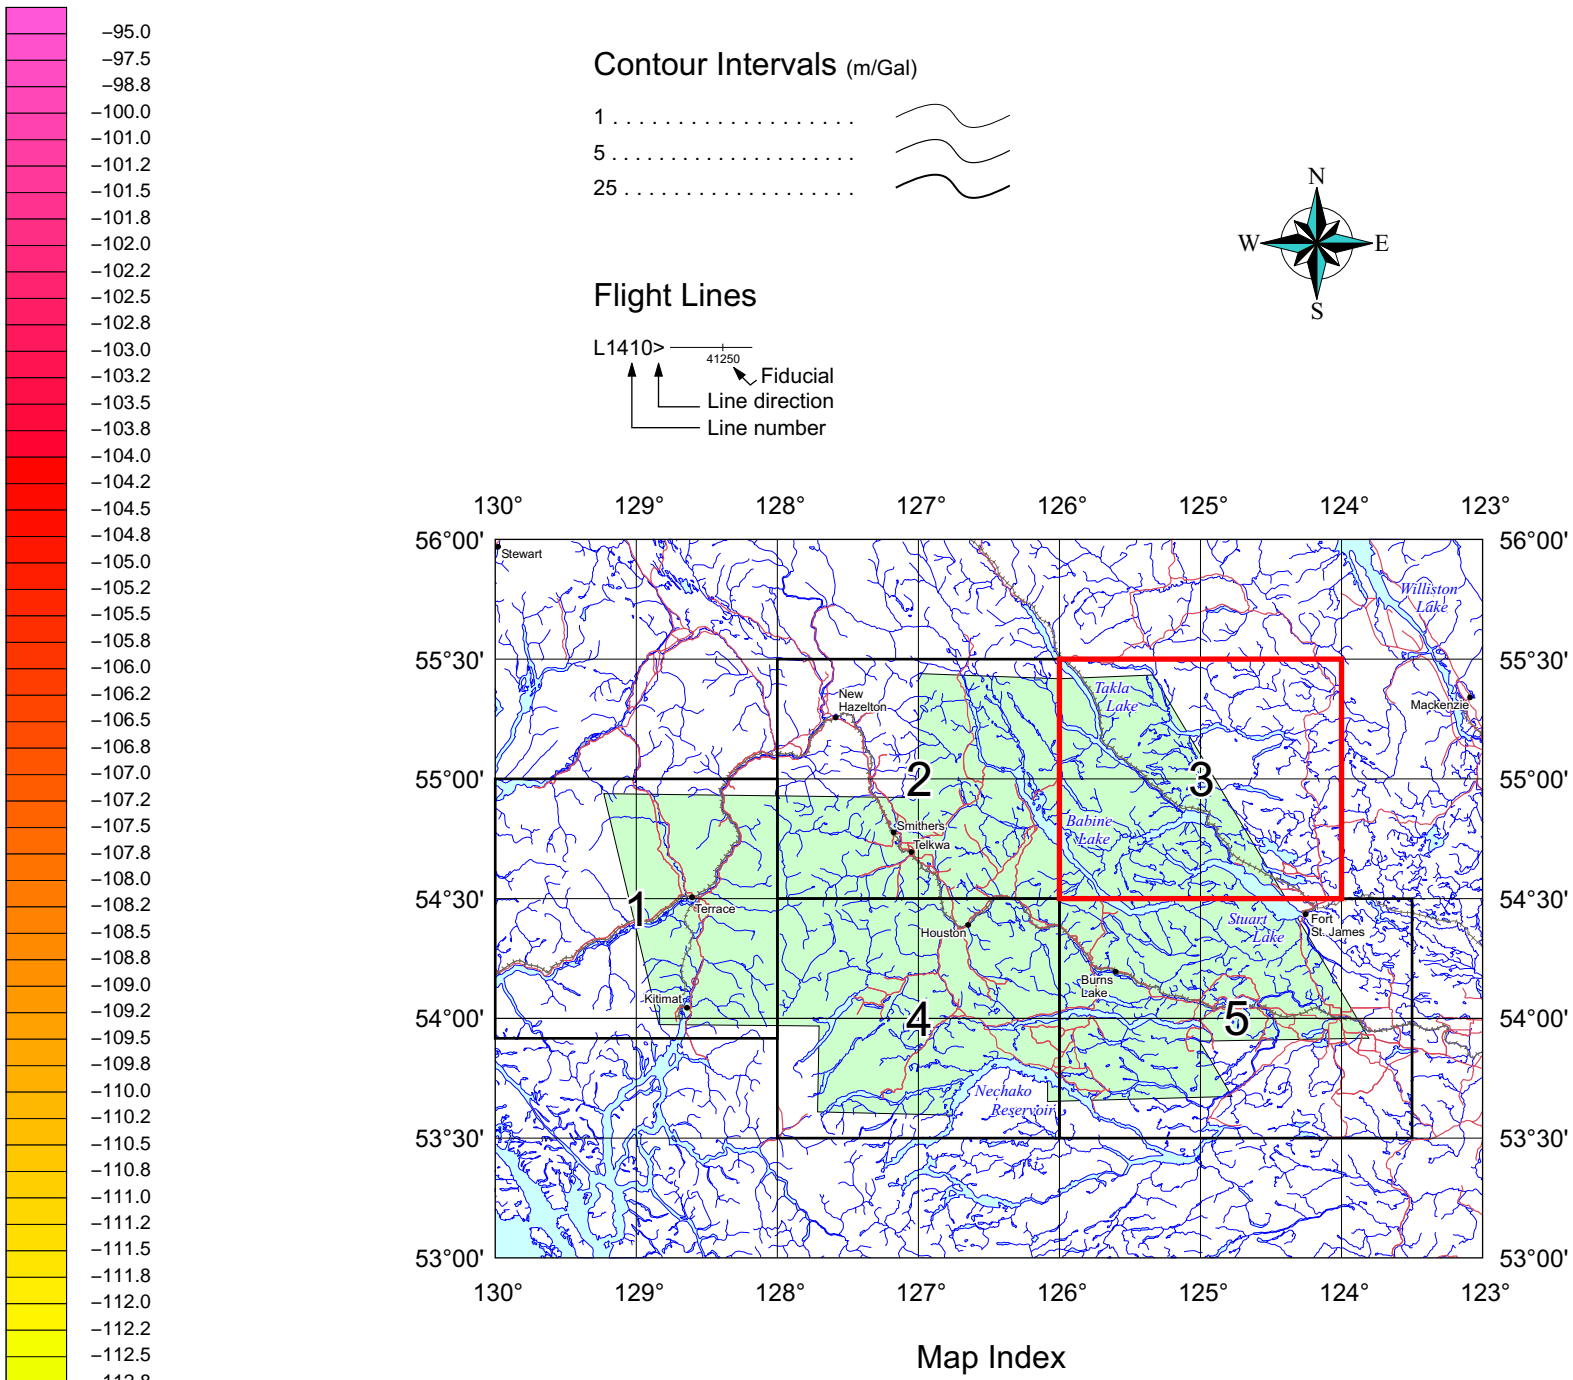 −95.0
−97.5
−98.8
−100.0
−101.0
−101.2
−101.5
−101.8
−102.0
−102.2
−102.5
−102.8
−103.0
−103.2
−103.5
−103.8
−104.0
−104.2
−104.5
−104.8
−105.0
−105.2
−105.5
−105.8
−106.0
−106.2
−106.5
−106.8
−107.0
−107.2
−107.5
−107.8
−108.0
−108.2
−108.5
−108.8
−109.0
−109.2
−109.5
−109.8
−110.0
−110.2
−110.5
−110.8
−111.0
−111.2
−111.5
−111.8
−112.0
−112.2
−112.5
Contour Intervals (m/Gal)
1 . . . . . . . . . . . . . . . . . . .
5 . . . . . . . . . . . . . . . . . . .
25 . . . . . . . . . . . . . . . . . .
N
W
E
S
Flight Lines
L1410>
41250
Fiducial
Line direction
Line number
130° 129° 128° 127° 126° 125° 124° 123°
56°00' 56°00'
Stewart
Williston
Lake
55°30' 55°30'
Takla
Lake
New
Hazelton
Mackenzie
2
3
55°00' 55°00'
Smithers
Telkwa
Babine
Lake
54°30' 54°30'
1
Terrace
Houston
Stuart
Lake
Fort
St. James
Burns
Lake
Kitimat
4
5
54°00' 54°00'
Nechako
Reservoir
53°30' 53°30'
53°00' 53°00'
130° 129° 128° 127° 126° 125° 124° 123°
Map Index